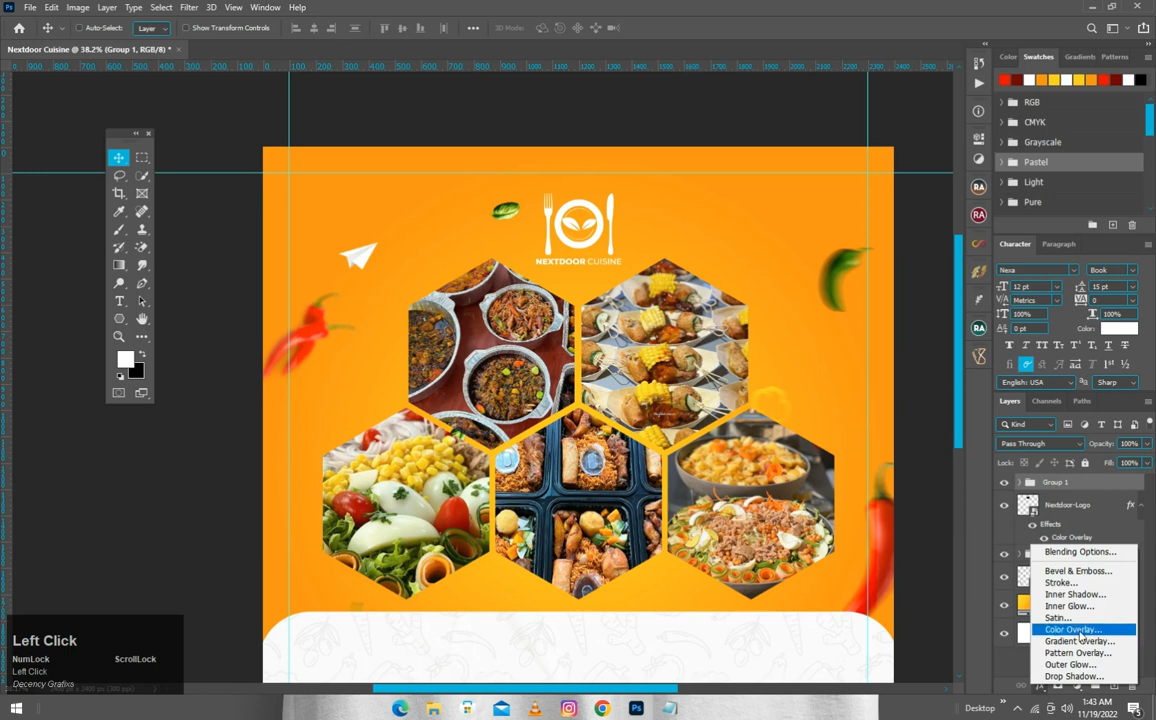 Ps File Edit Image Layer Type Select Filter 3D View Window Help
Auto-Select: Layer Show Transform Controls 3D Mode:
Nextdoor Cuisine @ 38.2% (Group 1, RGB/8) *
Color Swatches Gradients Patterns
RGB
CMYK
Grayscale
Pastel
Light
Pure
NEXTDOOR CUISINE
Character Paragraph
Nexa Book
12 pt 15 pt
Metrics 0
100% 100%
0 pt Color:
English: USA Sharp
Layers Channels Paths
Kind
Pass Through Opacity: 100%
Lock: Fill: 100%
Group 1
Nextdoor-Logo fx
Effects
Color Overlay
Blending Options...
Bevel & Emboss...
Stroke...
Inner Shadow...
Inner Glow...
Satin...
Color Overlay...
Gradient Overlay...
Pattern Overlay...
Outer Glow...
Drop Shadow...
Left Click
NumLock ScrollLock
Left Click
Decency Grafixs
Desktop
1:43 AM
11/19/2022